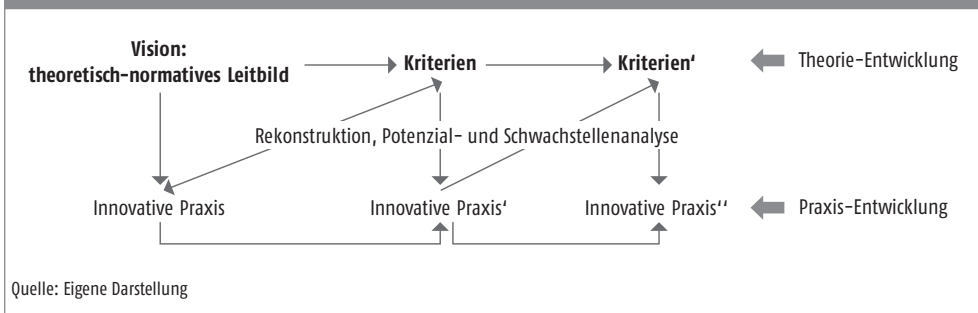 Vision:
theoretisch-normatives Leitbild
Kriterien
Kriterien'
Theorie-Entwicklung
Rekonstruktion, Potenzial- und Schwachstellenanalyse
Innovative Praxis
Innovative Praxis'
Innovative Praxis''
Praxis-Entwicklung
Quelle: Eigene Darstellung